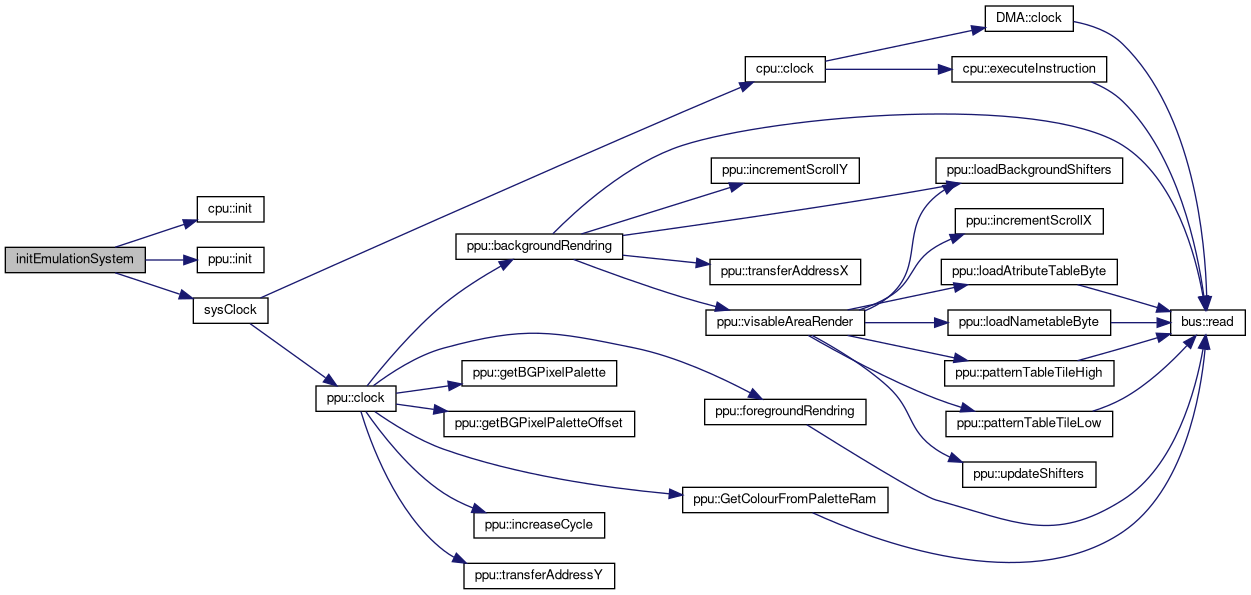 DMA::clock
cpu::clock
cpu::executeInstruction
ppu::incrementScrollY
ppu::loadBackgroundShifters
cpu::init
ppu::incrementScrollX
initEmulationSystem
ppu::init
ppu::backgroundRendring
ppu::transferAddressX
ppu::loadAtributeTableByte
sysClock
ppu::visableAreaRender
ppu::loadNametableByte
bus::read
ppu::getBGPixelPalette
ppu::patternTableTileHigh
ppu::clock
ppu::foregroundRendring
ppu::getBGPixelPaletteOffset
ppu::patternTableTileLow
ppu::updateShifters
ppu::GetColourFromPaletteRam
ppu::increaseCycle
ppu::transferAddressY